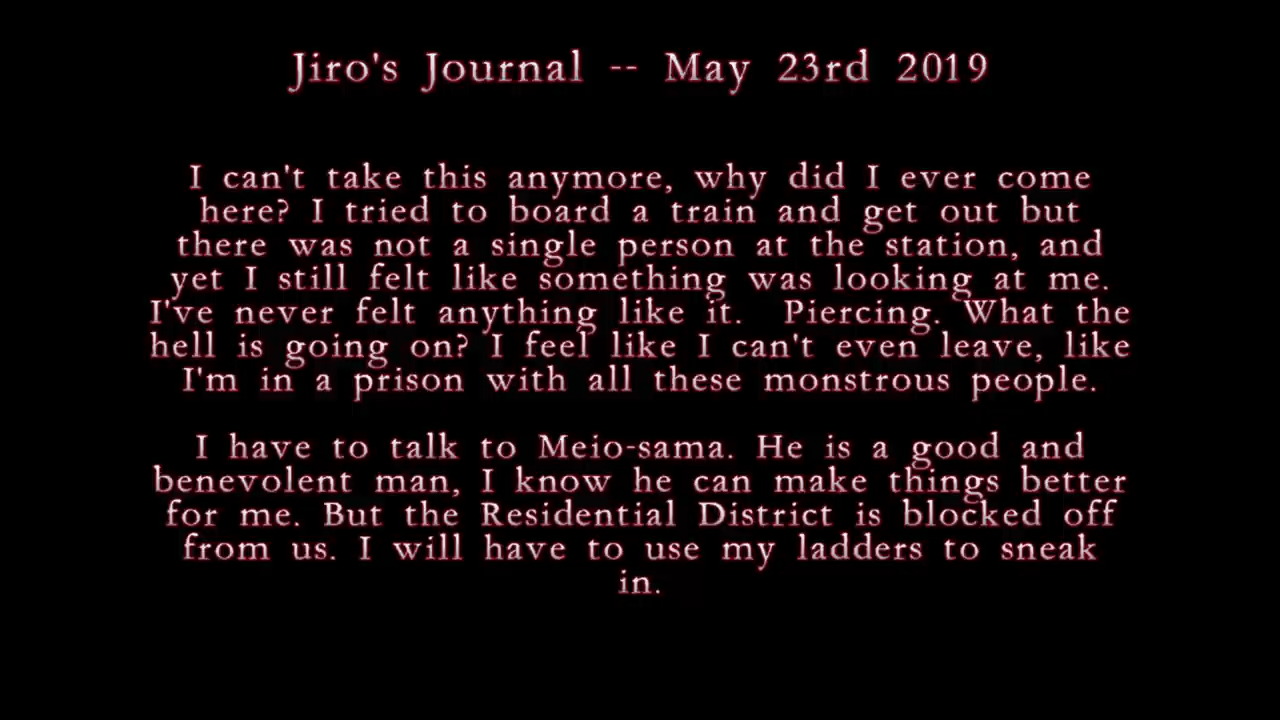 Jiro's Journal -- May 23rd 2019
I can't take this anymore, why did I ever come
here? I tried to board a train and get out but
there was not a single person at the station, and
yet I still felt like something was looking at me.
I've never felt anything like it.  Piercing. What the
hell is going on? I feel like I can't even leave, like
I'm in a prison with all these monstrous people.
I have to talk to Meio-sama. He is a good and
benevolent man, I know he can make things better
for me. But the Residential District is blocked off
from us. I will have to use my ladders to sneak
in.